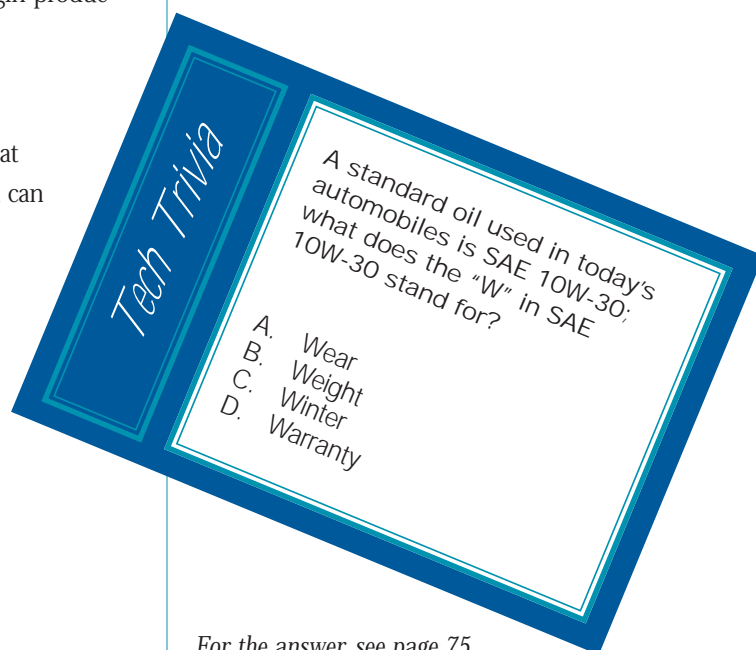 at
can
Tech Trivia
A standard oil used in today's
automobiles is SAE 10W-30;
what does the "W" in SAE
10W-30 stand for?
A. Wear
B. Weight
C. Winter
D. Warranty
For the answer, see page 75